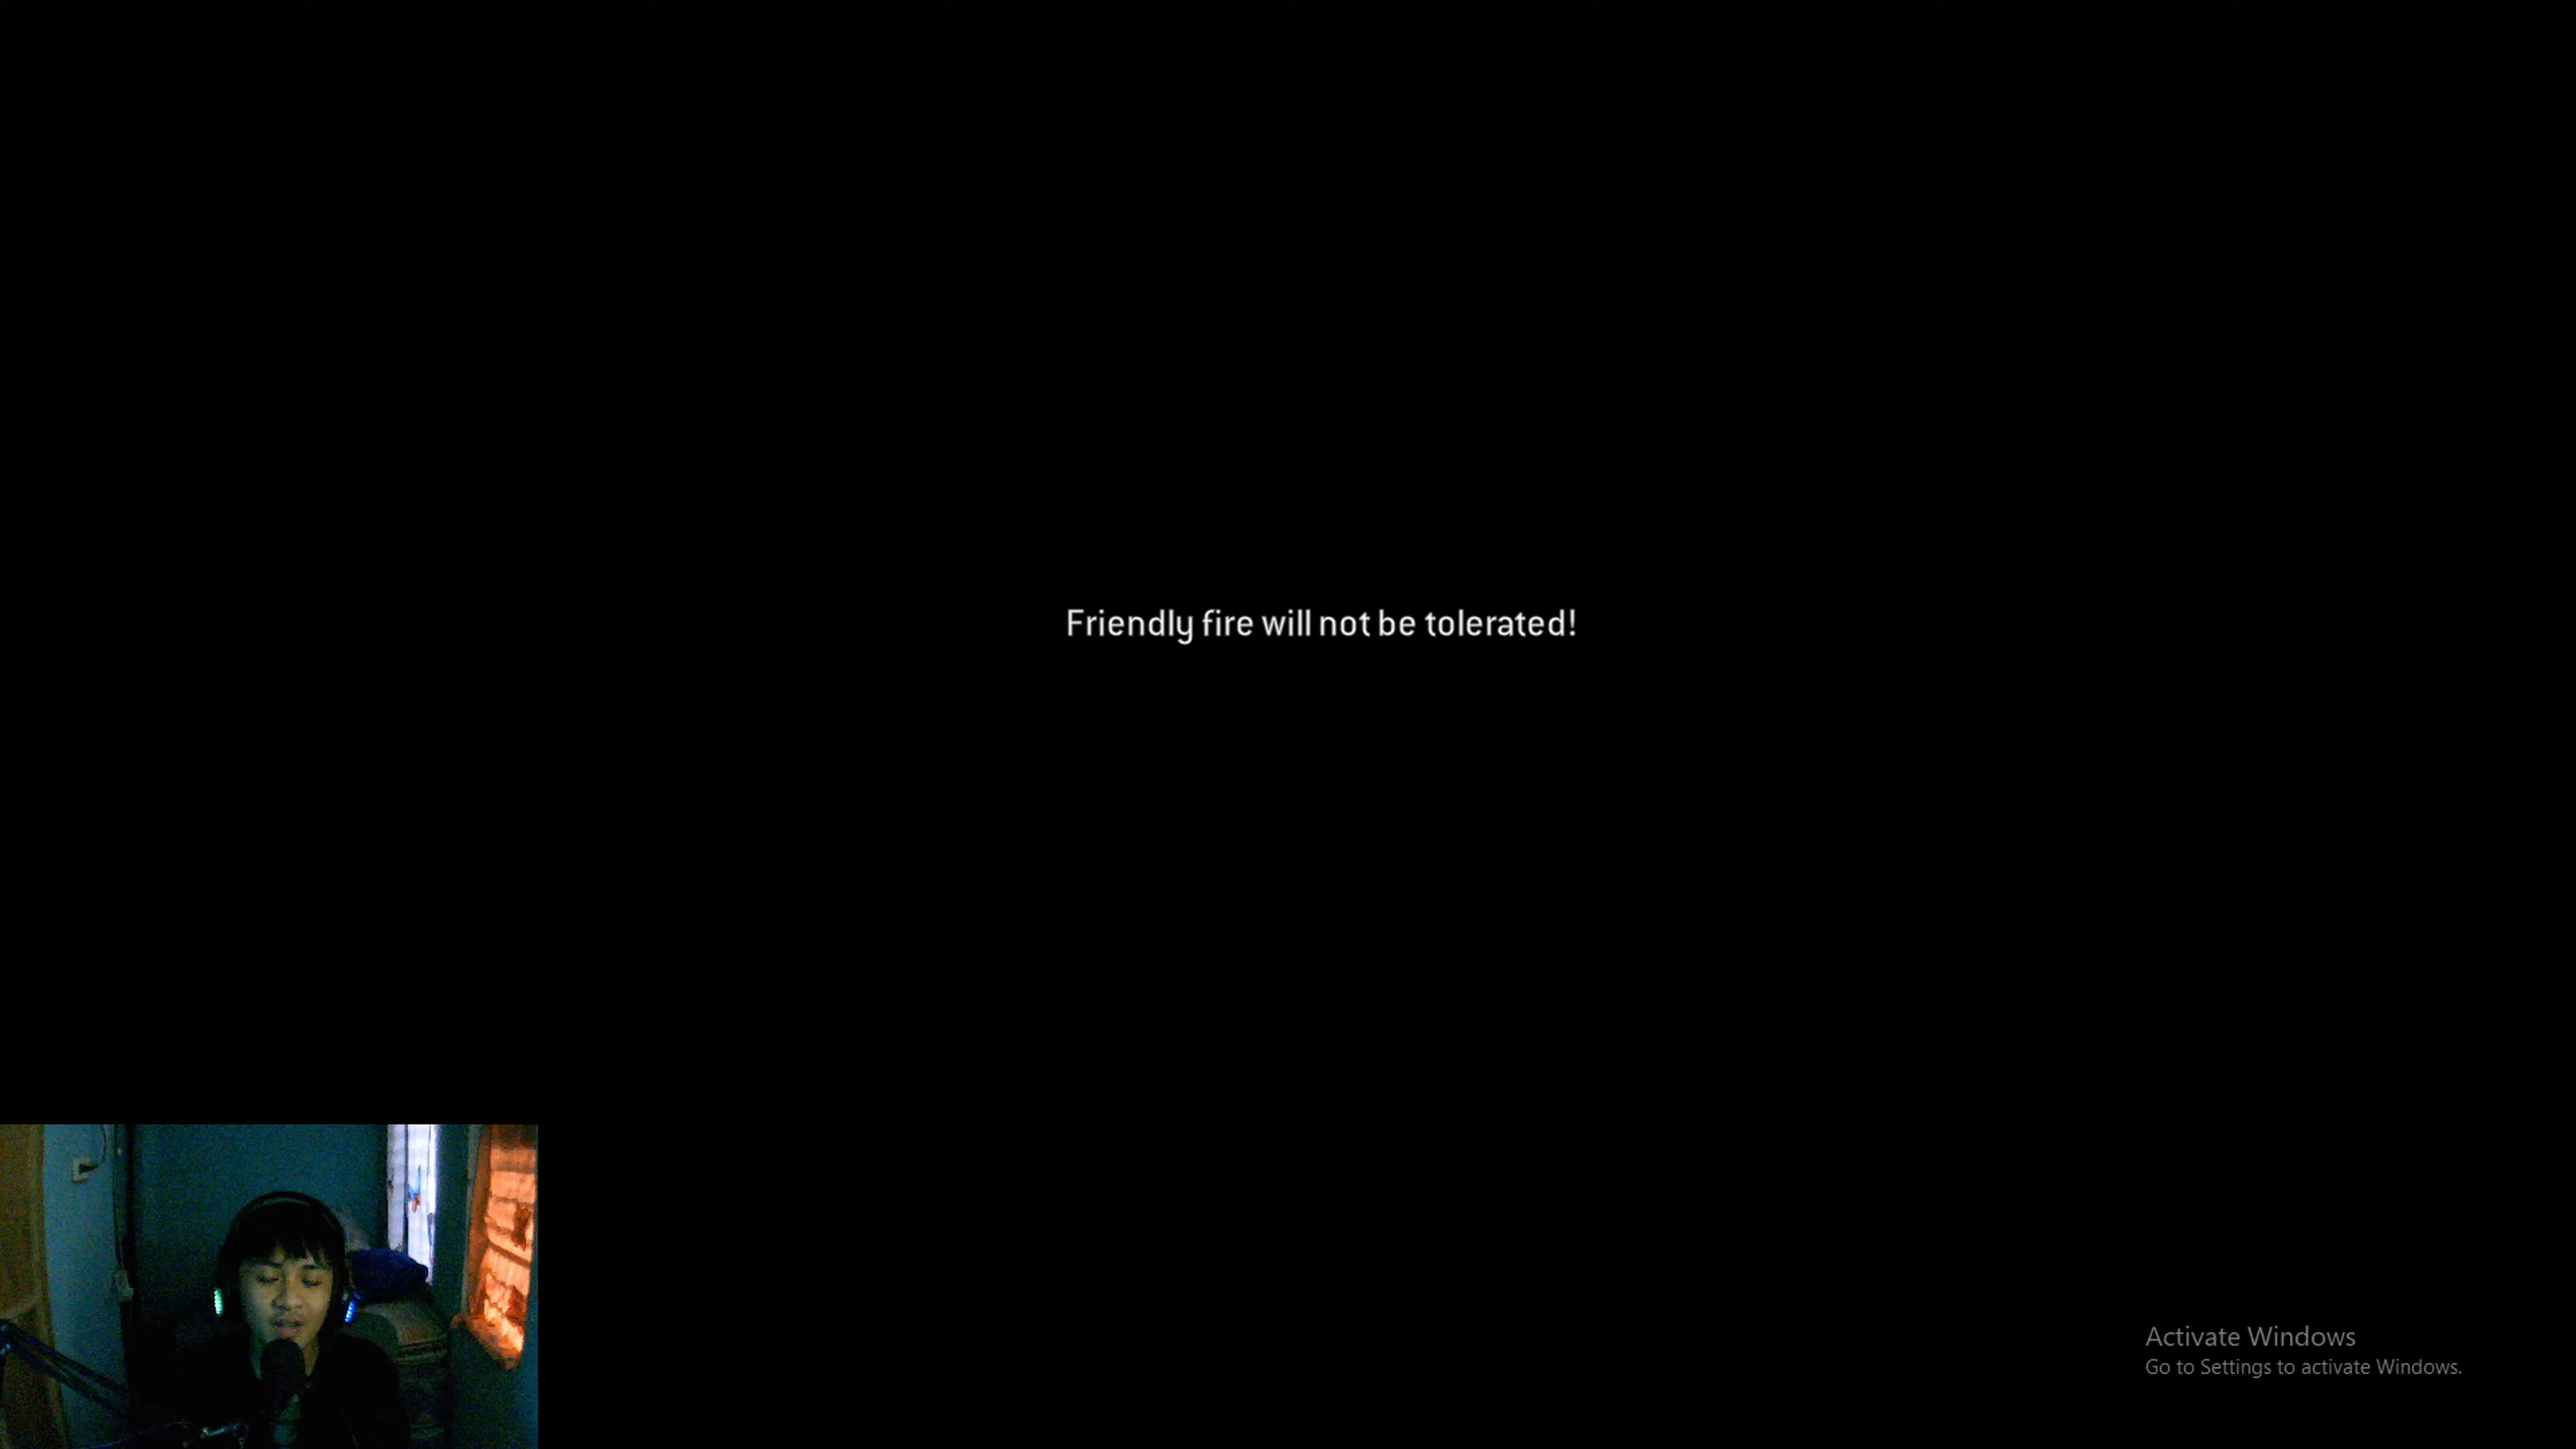 Friendly fire will not be tolerated!
Activate Windows
Go to Settings to activate Windows.